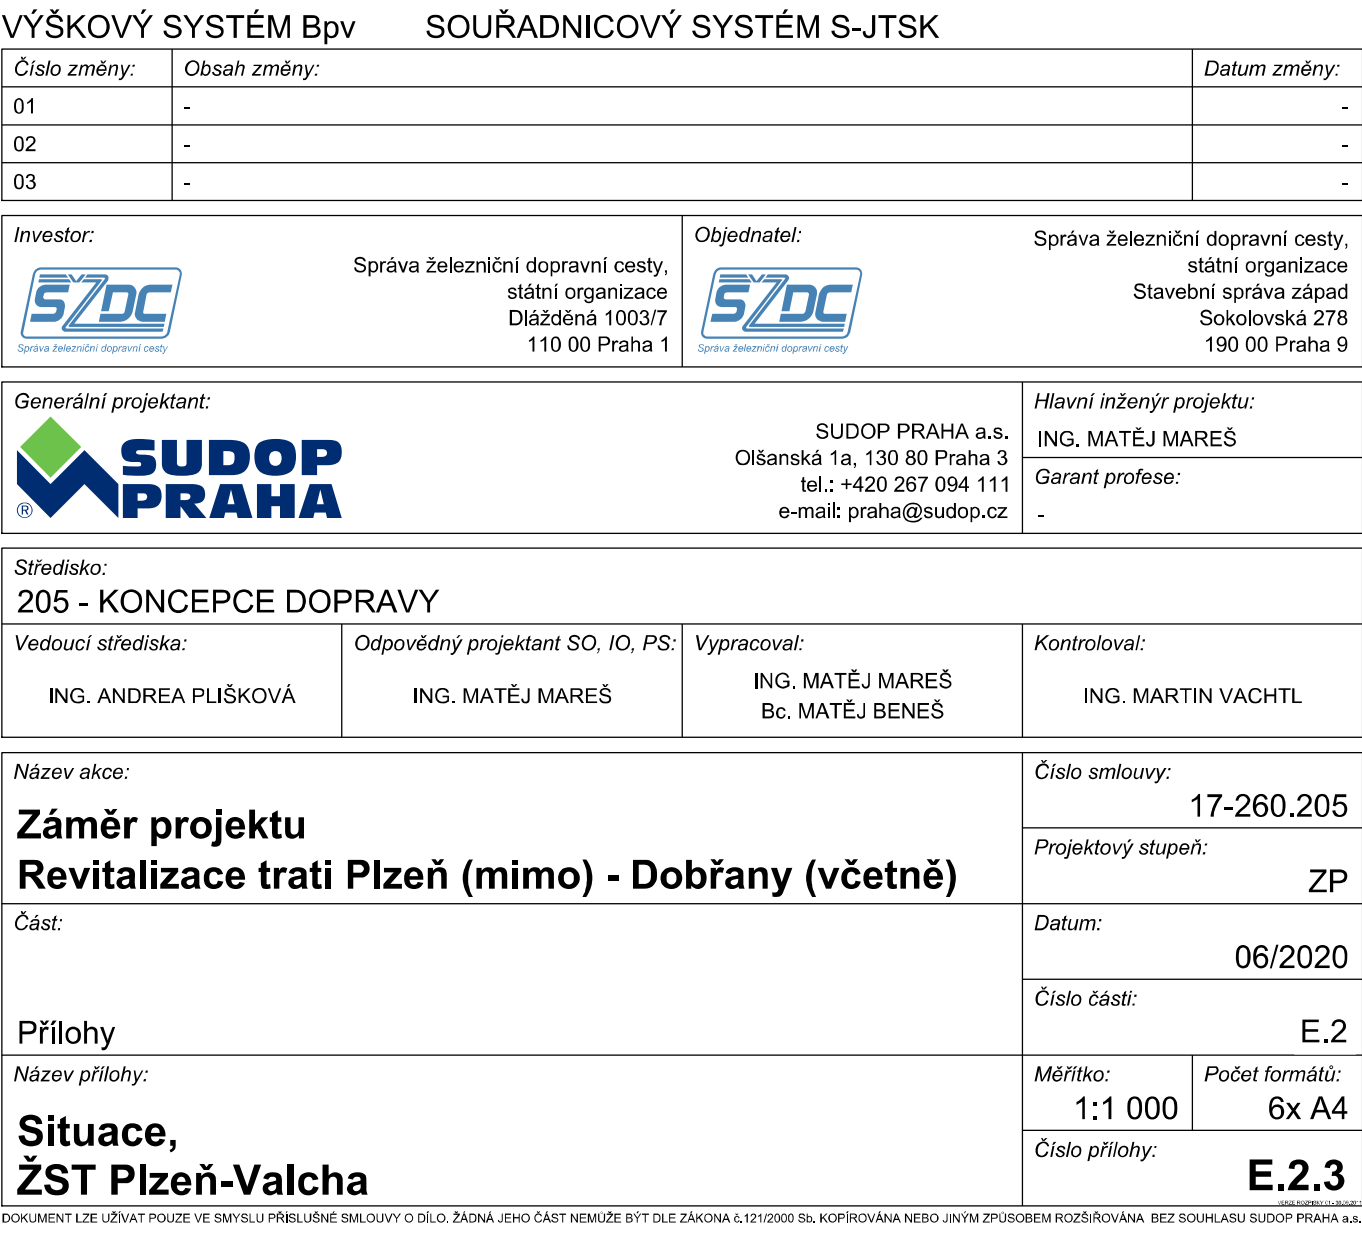 VÝŠKOVÝ SYSTÉM Bpv SOUŘADNICOVÝ SYSTÉM S-JTSK
Číslo změny: Obsah změny: Datum změny:
01 - -
02 - -
03 - -
Investor:
ŠŽDC
Správa železniční dopravní cesty
Správa železniční dopravní cesty,
státní organizace
Dlážděná 1003/7
110 00 Praha 1
Objednatel:
ŠŽDC
Správa železniční dopravní cesty
Správa železniční dopravní cesty,
státní organizace
Stavební správa západ
Sokolovská 278
190 00 Praha 9
Generální projektant:
SUDOP
PRAHA
®
SUDOP PRAHA a.s.
Olšanská 1a, 130 80 Praha 3
tel.: +420 267 094 111
e-mail: praha@sudop.cz
Hlavní inženýr projektu:
ING. MATĚJ MAREŠ
Garant profese:
-
Středisko:
205 - KONCEPCE DOPRAVY
Vedoucí střediska:
ING. ANDREA PLIŠKOVÁ
Odpovědný projektant SO, IO, PS:
ING. MATĚJ MAREŠ
Vypracoval:
ING. MATĚJ MAREŠ
Bc. MATĚJ BENEŠ
Kontroloval:
ING. MARTIN VACHTL
Název akce:
Záměr projektu
Revitalizace trati Plzeň (mimo) - Dobřany (včetně)
Číslo smlouvy:
17-260.205
Projektový stupeň:
ZP
Část:
Přílohy
Datum:
06/2020
Číslo části:
E.2
Název přílohy:
Situace,
ŽST Plzeň-Valcha
Měřítko:
1:1 000
Počet formátů:
6x A4
Číslo přílohy:
E.2.3
VERZE ROZPISKY 01 - 30.09.2011
DOKUMENT LZE UŽÍVAT POUZE VE SMYSLU PŘÍSLUŠNÉ SMLOUVY O DÍLO. ŽÁDNÁ JEHO ČÁST NEMŮŽE BÝT DLE ZÁKONA č.121/2000 Sb. KOPÍROVÁNA NEBO JINÝM ZPŮSOBEM ROZŠIŘOVÁNA BEZ SOUHLASU SUDOP PRAHA a.s.